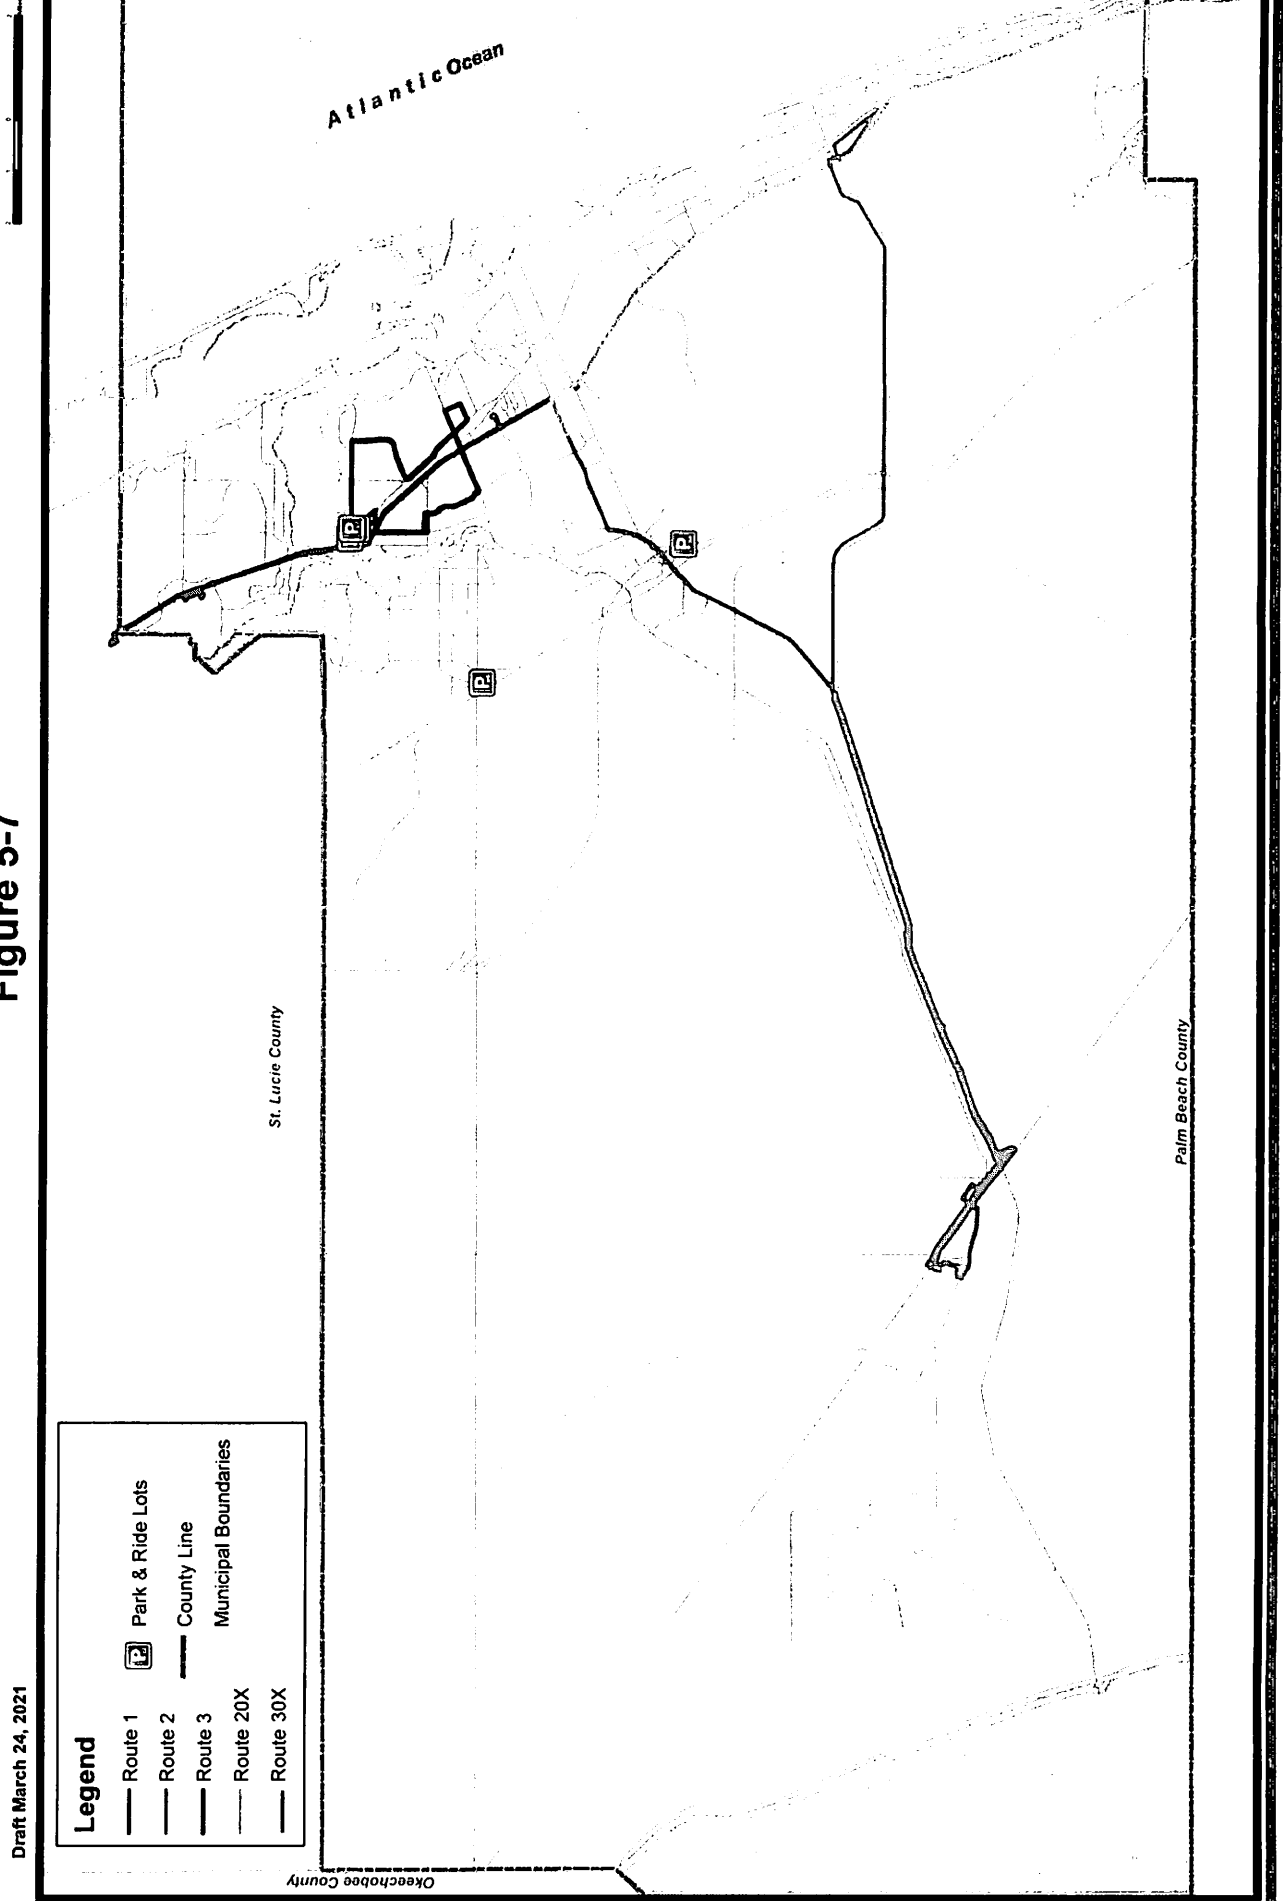 Figure 5-7
Draft March 24, 2021
Atlantic Ocean
St. Lucie County
Okeechobee County
Palm Beach County
Legend
Route 1
Route 2
Route 3
Route 20X
Route 30X
P Park & Ride Lots
County Line
Municipal Boundaries
P
P
P